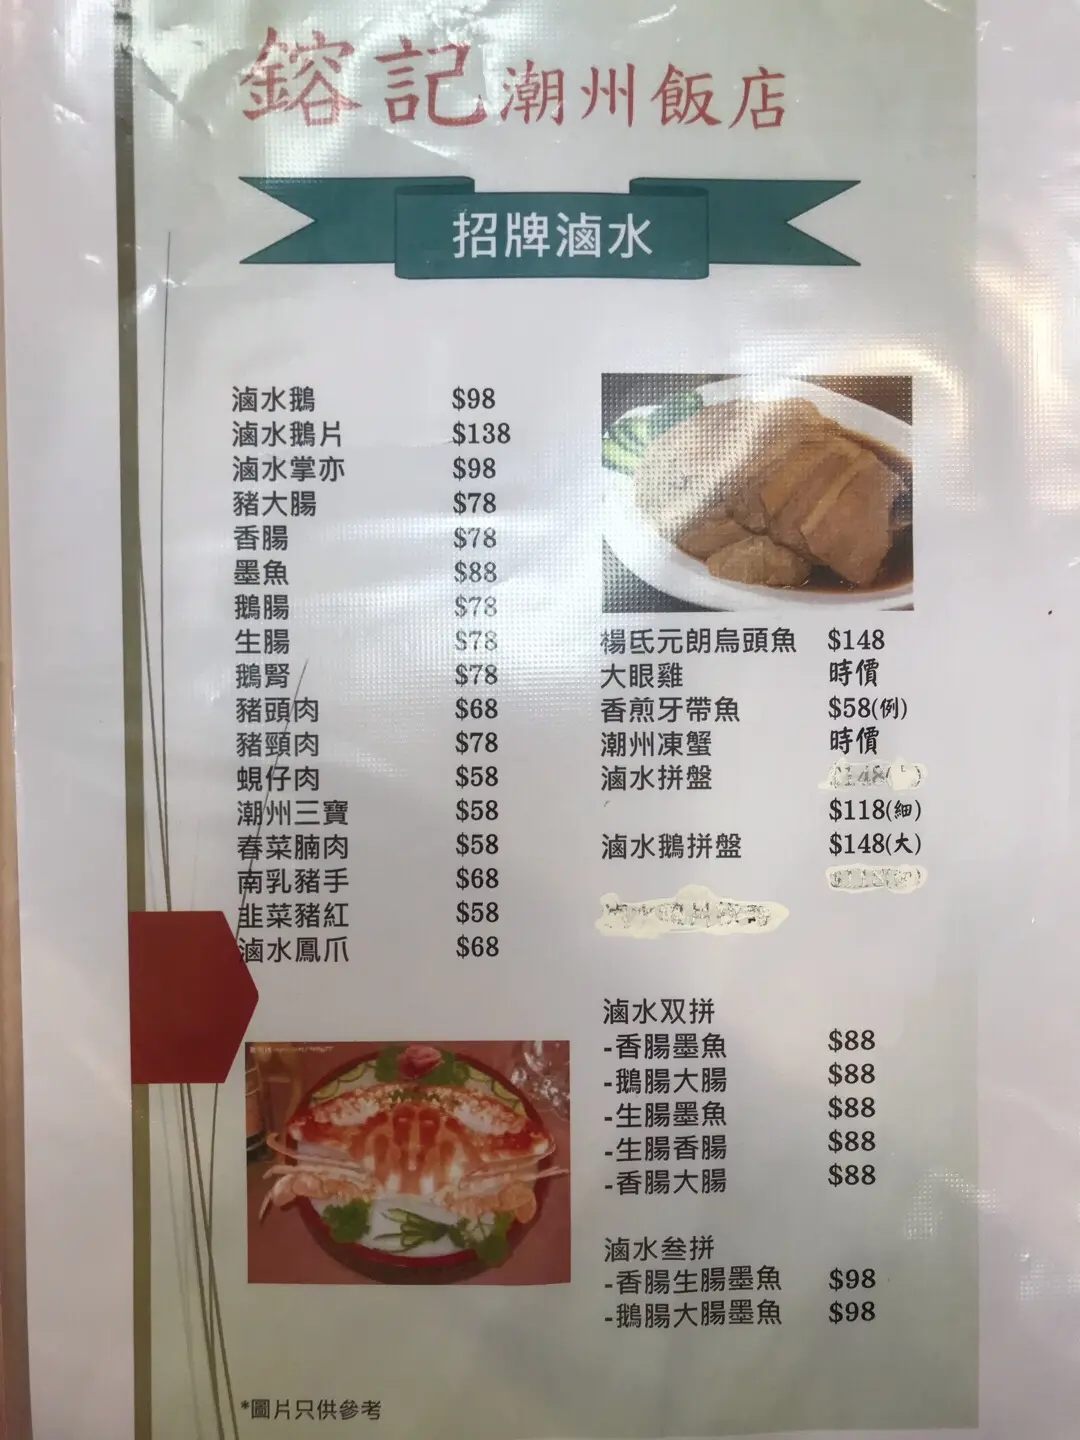 鎔記潮州飯店
招牌滷水
滷水鵝 $98
滷水鵝片 $138
滷水掌亦 $98
豬大腸 $78
香腸 $78
墨魚 $88
鵝腸 $78
生腸 $78
鵝腎 $78
豬頭肉 $68
豬頸肉 $78
蜆仔肉 $58
潮州三寶 $58
春菜腩肉 $58
南乳豬手 $68
韭菜豬紅 $58
滷水鳳爪 $68
楊氏元朗烏頭魚 $148
大眼雞 時價
香煎牙帶魚 $58(例)
潮州凍蟹 時價
滷水拼盤
$118(細)
滷水鵝拼盤 $148(大)
滷水双拼
-香腸墨魚 $88
-鵝腸大腸 $88
-生腸墨魚 $88
-生腸香腸 $88
-香腸大腸 $88
滷水叁拼
-香腸生腸墨魚 $98
-鵝腸大腸墨魚 $98
*圖片只供參考